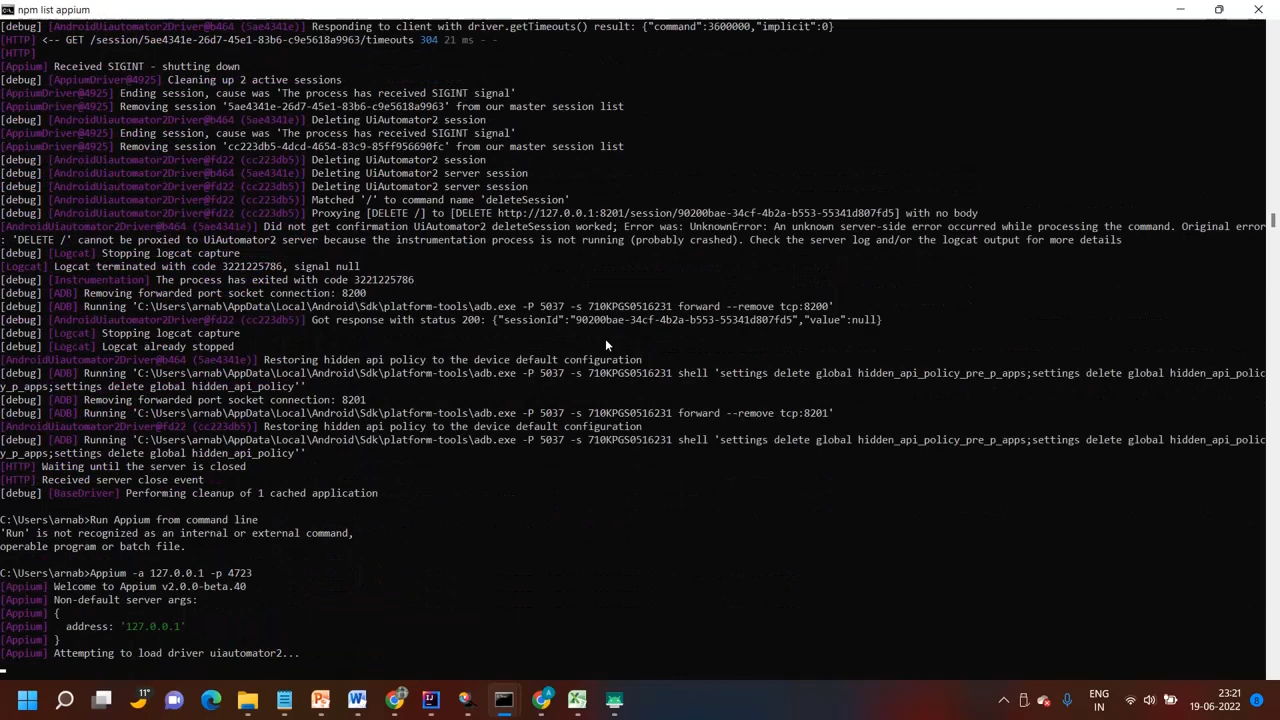 npm list appium
[debug] [AndroidUiautomator2Driver@b464 (5ae4341e)] Responding to client with driver.getTimeouts() result: {"command":3600000,"implicit":0}
[HTTP] <-- GET /session/5ae4341e-26d7-45e1-83b6-c9e5618a9963/timeouts 304 21 ms - -
[HTTP]
[Appium] Received SIGINT - shutting down
[debug] [AppiumDriver@4925] Cleaning up 2 active sessions
[AppiumDriver@4925] Ending session, cause was 'The process has received SIGINT signal'
[AppiumDriver@4925] Removing session '5ae4341e-26d7-45e1-83b6-c9e5618a9963' from our master session list
[debug] [AndroidUiautomator2Driver@b464 (5ae4341e)] Deleting UiAutomator2 session
[AppiumDriver@4925] Ending session, cause was 'The process has received SIGINT signal'
[AppiumDriver@4925] Removing session 'cc223db5-4dcd-4654-83c9-85ff956690fc' from our master session list
[debug] [AndroidUiautomator2Driver@fd22 (cc223db5)] Deleting UiAutomator2 session
[debug] [AndroidUiautomator2Driver@b464 (5ae4341e)] Deleting UiAutomator2 server session
[debug] [AndroidUiautomator2Driver@fd22 (cc223db5)] Deleting UiAutomator2 server session
[debug] [AndroidUiautomator2Driver@fd22 (cc223db5)] Matched '/' to command name 'deleteSession'
[debug] [AndroidUiautomator2Driver@fd22 (cc223db5)] Proxying [DELETE /] to [DELETE http://127.0.0.1:8201/session/90200bae-34cf-4b2a-b553-55341d807fd5] with no body
[AndroidUiautomator2Driver@b464 (5ae4341e)] Did not get confirmation UiAutomator2 deleteSession worked; Error was: UnknownError: An unknown server-side error occurred while processing the command. Original error
: 'DELETE /' cannot be proxied to UiAutomator2 server because the instrumentation process is not running (probably crashed). Check the server log and/or the logcat output for more details
[debug] [Logcat] Stopping logcat capture
[Logcat] Logcat terminated with code 3221225786, signal null
[debug] [Instrumentation] The process has exited with code 3221225786
[debug] [ADB] Removing forwarded port socket connection: 8200
[debug] [ADB] Running 'C:\Users\arnab\AppData\Local\Android\Sdk\platform-tools\adb.exe -P 5037 -s 710KPGS0516231 forward --remove tcp:8200'
[debug] [AndroidUiautomator2Driver@fd22 (cc223db5)] Got response with status 200: {"sessionId":"90200bae-34cf-4b2a-b553-55341d807fd5","value":null}
[debug] [Logcat] Stopping logcat capture
[debug] [Logcat] Logcat already stopped
[AndroidUiautomator2Driver@b464 (5ae4341e)] Restoring hidden api policy to the device default configuration
[debug] [ADB] Running 'C:\Users\arnab\AppData\Local\Android\Sdk\platform-tools\adb.exe -P 5037 -s 710KPGS0516231 shell 'settings delete global hidden_api_policy_pre_p_apps;settings delete global hidden_api_polic
y_p_apps;settings delete global hidden_api_policy''
[debug] [ADB] Removing forwarded port socket connection: 8201
[debug] [ADB] Running 'C:\Users\arnab\AppData\Local\Android\Sdk\platform-tools\adb.exe -P 5037 -s 710KPGS0516231 forward --remove tcp:8201'
[AndroidUiautomator2Driver@fd22 (cc223db5)] Restoring hidden api policy to the device default configuration
[debug] [ADB] Running 'C:\Users\arnab\AppData\Local\Android\Sdk\platform-tools\adb.exe -P 5037 -s 710KPGS0516231 shell 'settings delete global hidden_api_policy_pre_p_apps;settings delete global hidden_api_polic
y_p_apps;settings delete global hidden_api_policy''
[HTTP] Waiting until the server is closed
[HTTP] Received server close event
[debug] [BaseDriver] Performing cleanup of 1 cached application
C:\Users\arnab>Run Appium from command line
'Run' is not recognized as an internal or external command,
operable program or batch file.
C:\Users\arnab>Appium -a 127.0.0.1 -p 4723
[Appium] Welcome to Appium v2.0.0-beta.40
[Appium] Non-default server args:
[Appium] {
[Appium]   address: '127.0.0.1'
[Appium] }
[Appium] Attempting to load driver uiautomator2...
11°
ENG
IN
23:21
19-06-2022
8